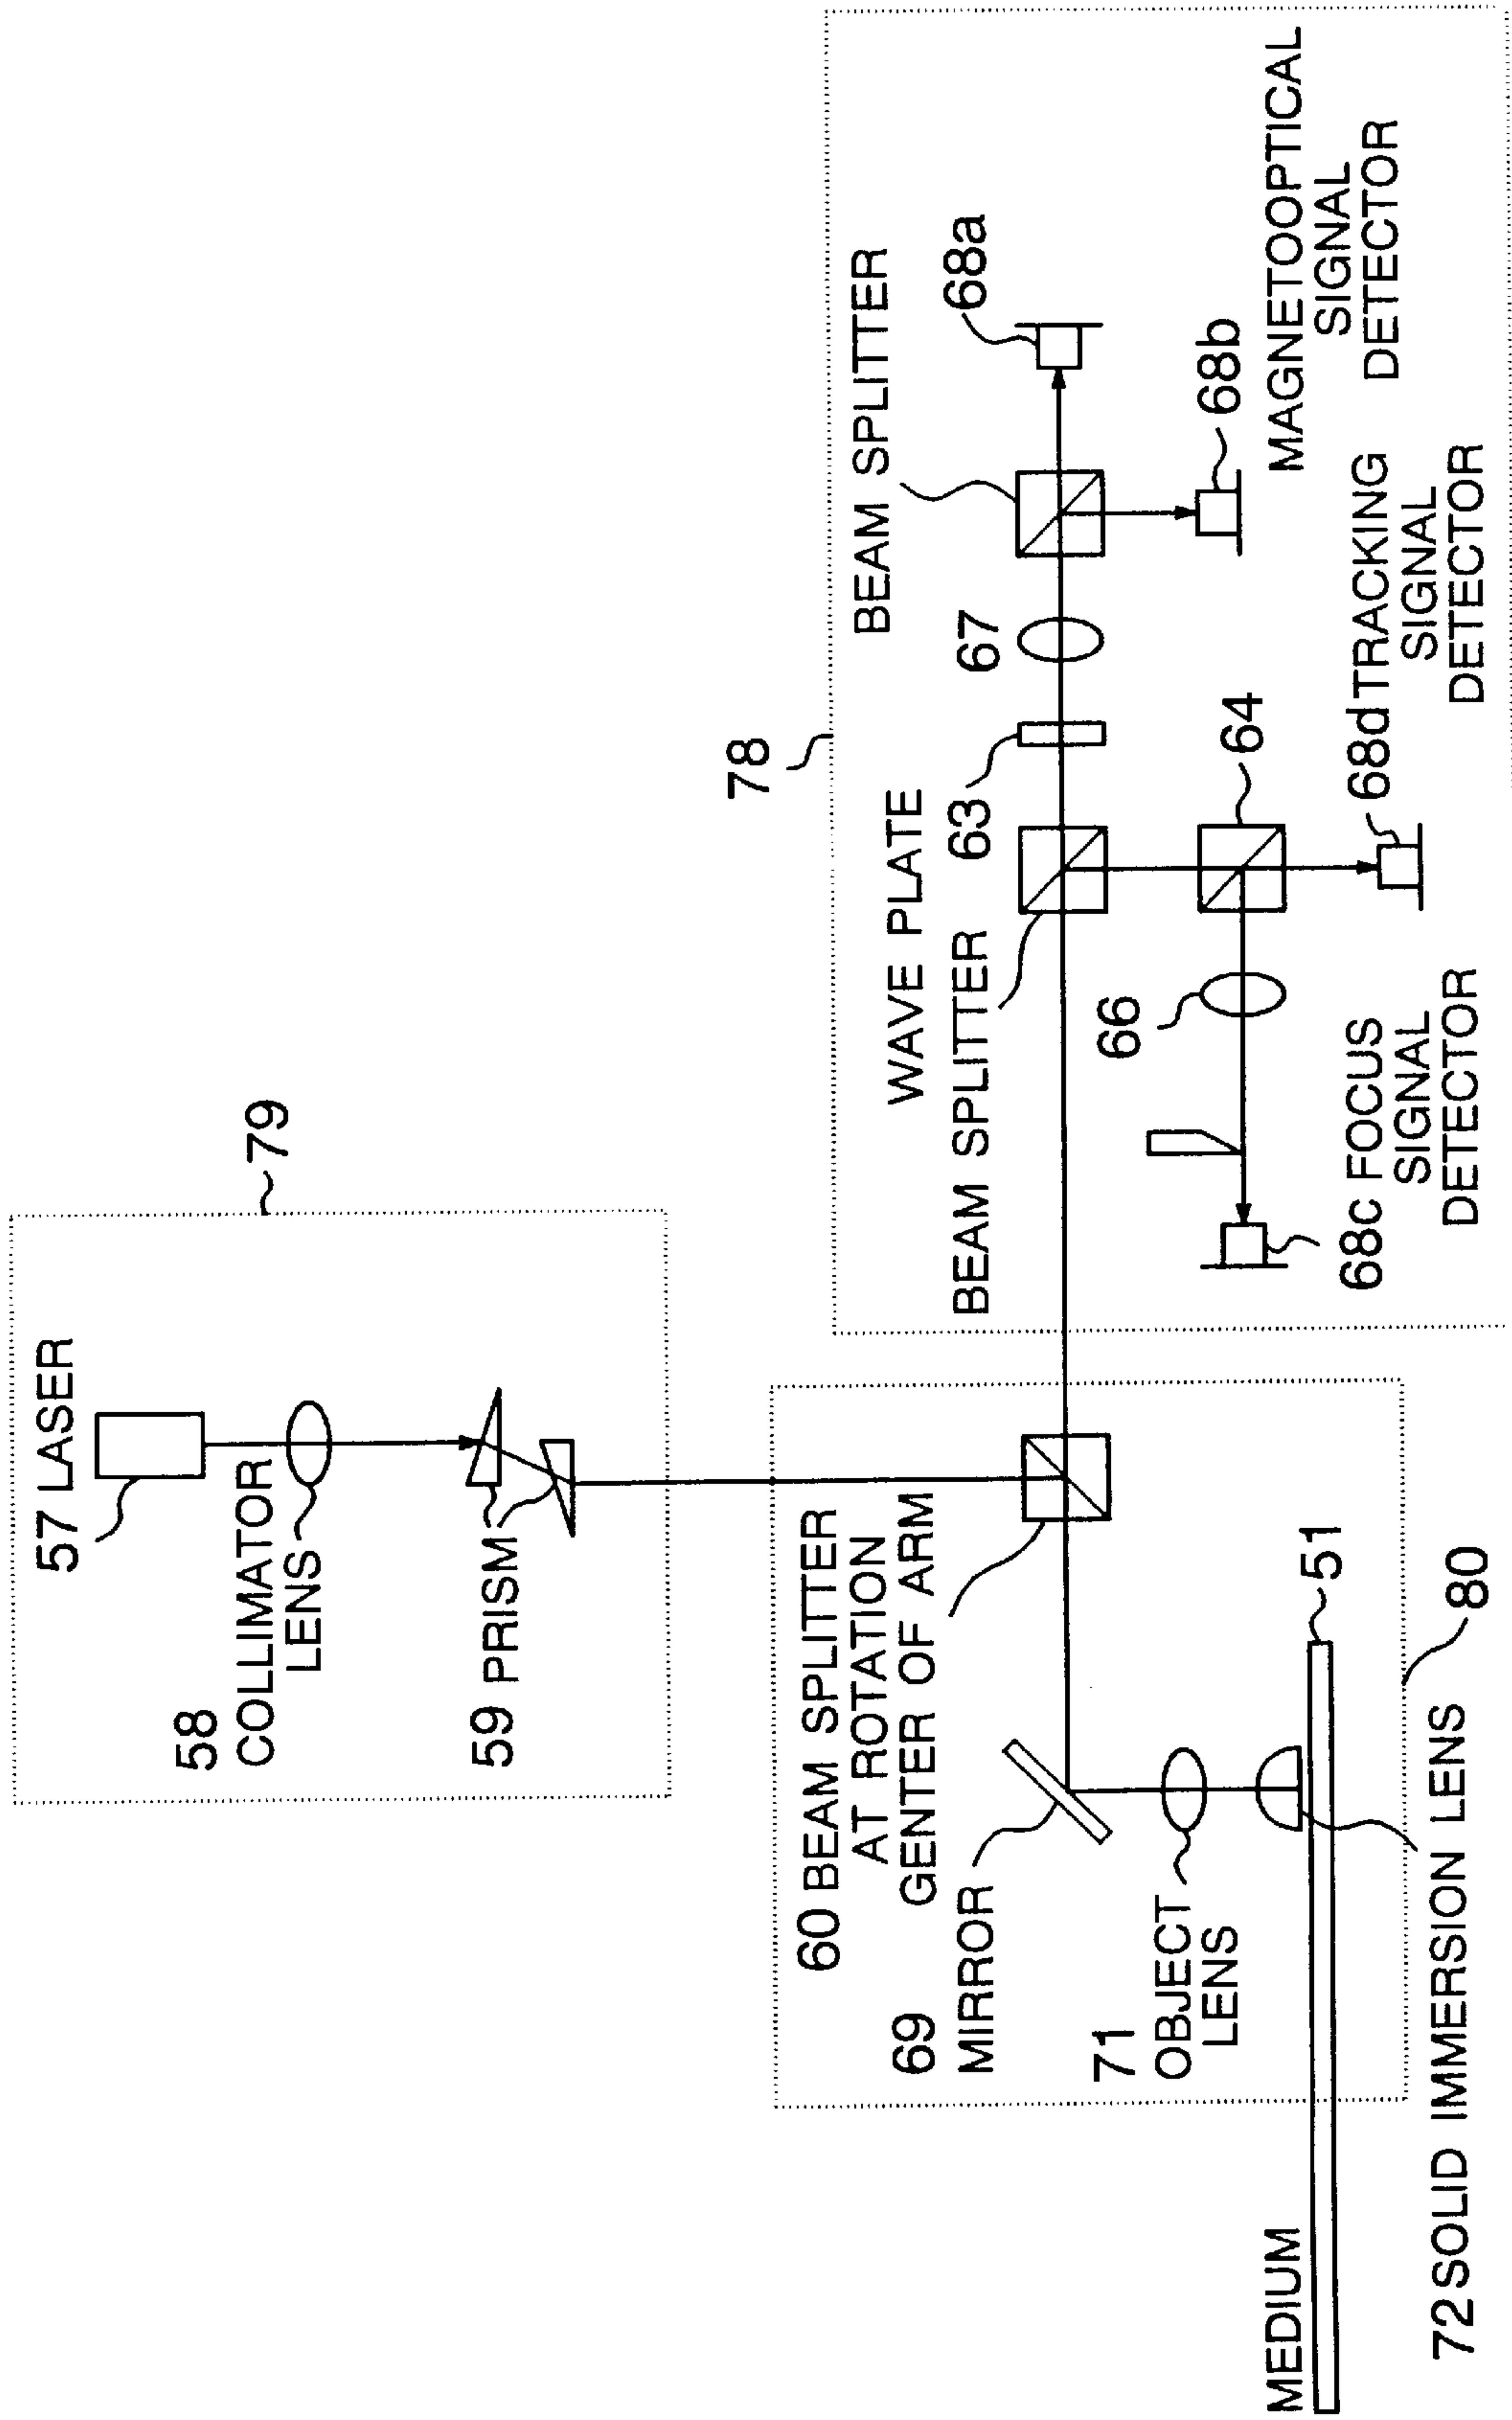 57 LASER
58
COLLIMATOR
LENS
59 PRISM
79
60 BEAM SPLITTER
AT ROTATION
GENTER OF ARM
69
MIRROR
71
OBJECT
LENS
MEDIUM
51
72 SOLID IMMERSION LENS
80
78
BEAM SPLITTER
WAVE PLATE
63
67
BEAM SPLITTER
68a
68b
MAGNETOOPTICAL
SIGNAL
DETECTOR
64
66
68c FOCUS
SIGNAL
DETECTOR
68d TRACKING
SIGNAL
DETECTOR